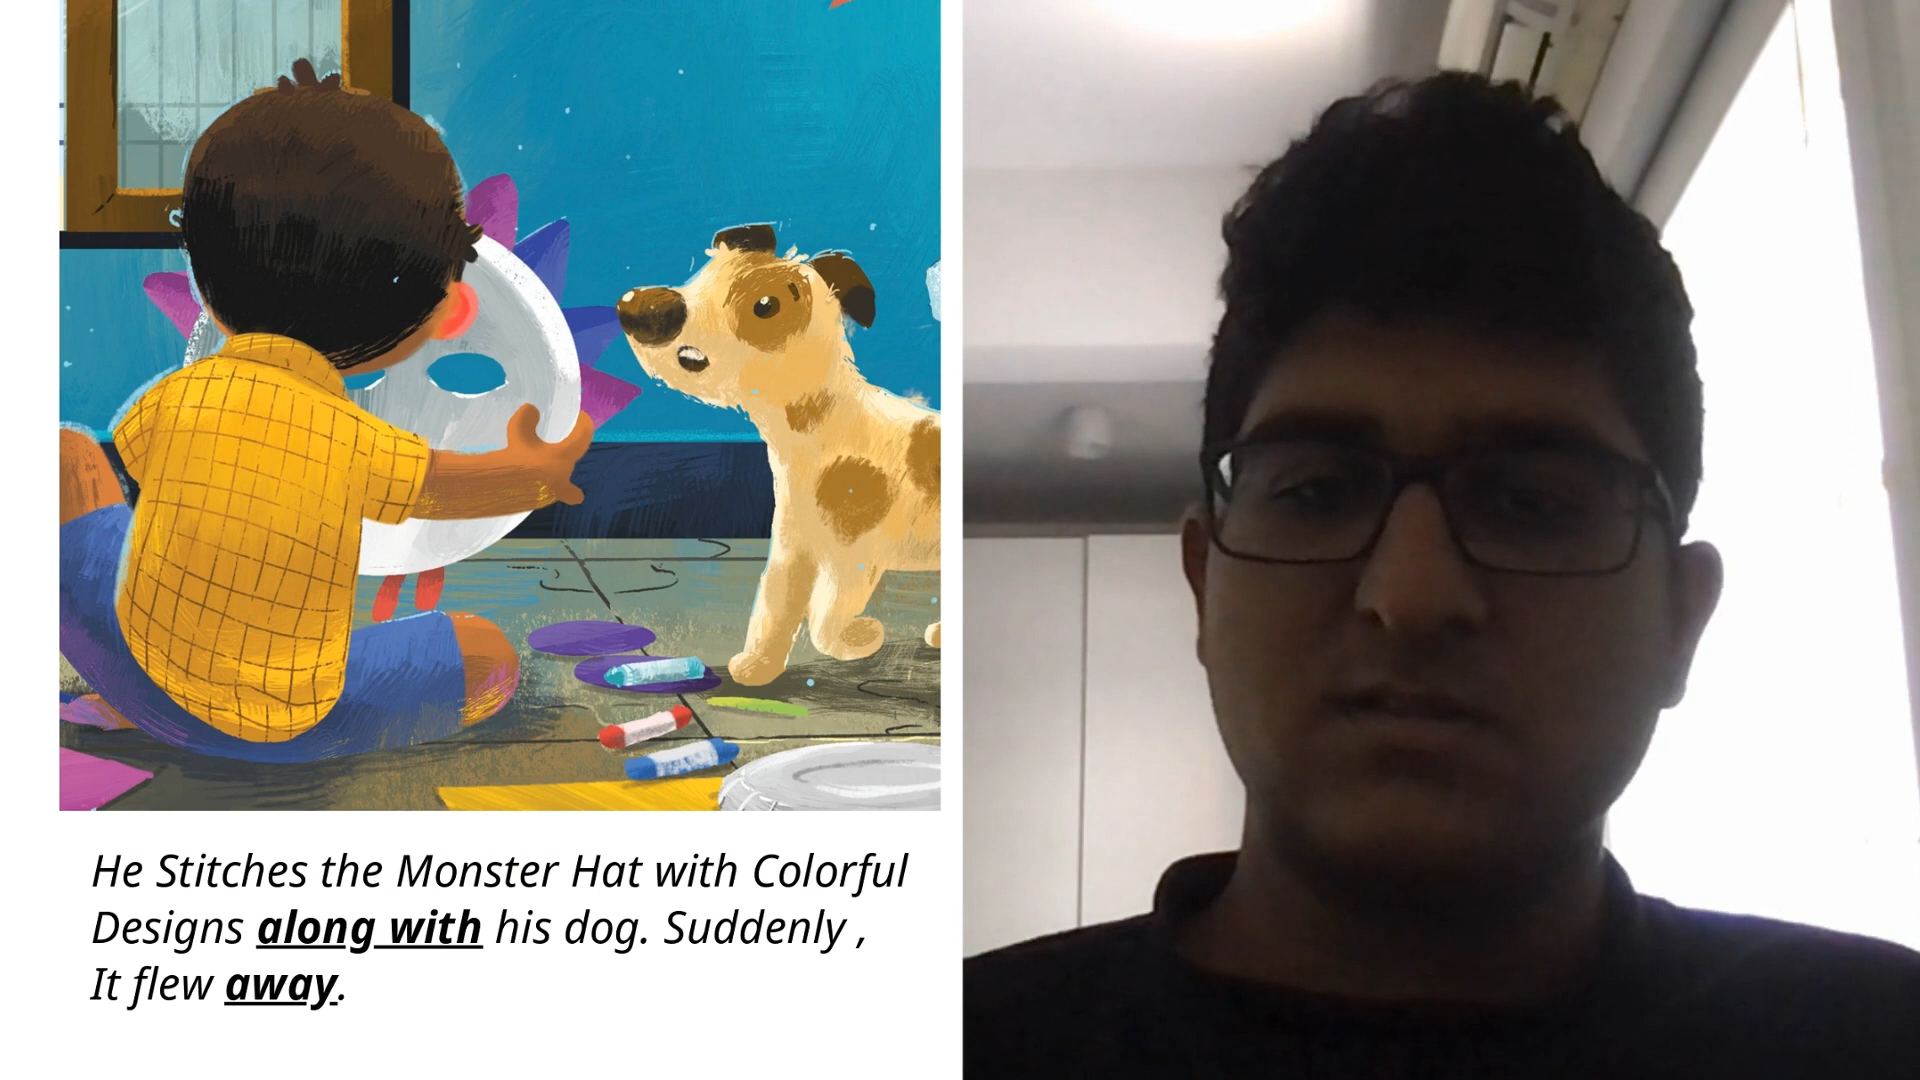 He Stitches the Monster Hat with Colorful
Designs along with his dog. Suddenly ,
It flew away.